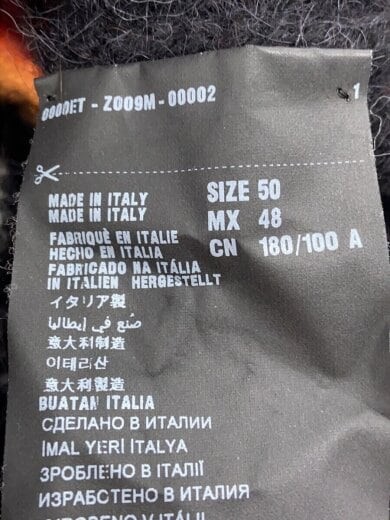 0000ET - Z009M - 00002 1
MADE IN ITALY SIZE 50
MADE IN ITALY MX 48
FABRIQUÈ EN ITALIE CN 180/100 A
HECHO EN ITALIA
FABRICADO NA ITÁLIA
IN ITALIEN HERGESTELLT
イタリア製
صُنع في إيطاليا
意大利制造
이테리산
意大利製造
BUATAN ITALIA
СДЕЛАНО В ИТАЛИИ
İMAL YERİ İTALYA
ЗРОБЛЕНО В ІТАЛІЇ
ИЗРАБОТЕНО В ИТАЛИЯ